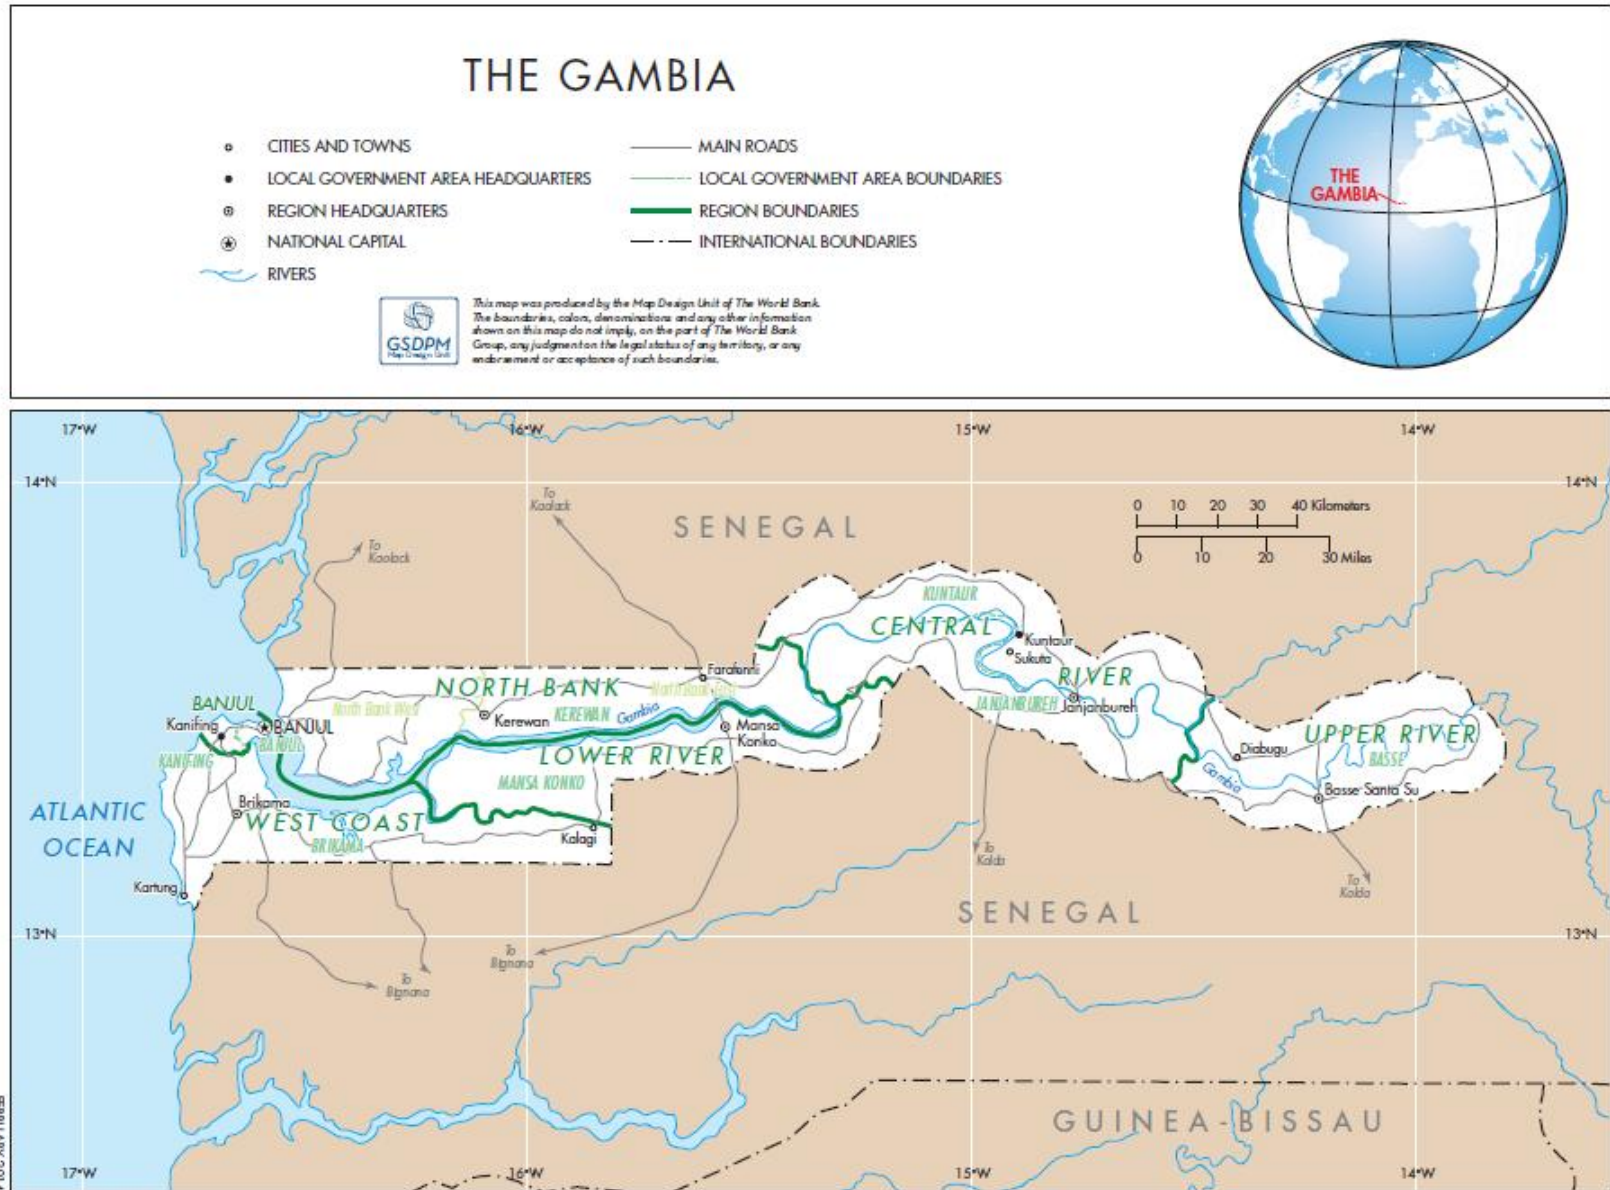 THE GAMBIA
CITIES AND TOWNS
LOCAL GOVERNMENT AREA HEADQUARTERS
REGION HEADQUARTERS
NATIONAL CAPITAL
RIVERS
MAIN ROADS
LOCAL GOVERNMENT AREA BOUNDARIES
REGION BOUNDARIES
INTERNATIONAL BOUNDARIES
GSDPM
Map Design Unit
This map was produced by the Map Design Unit of The World Bank.
The boundaries, colors, denominations and any other information
shown on this map do not imply, on the part of The World Bank
Group, any judgment on the legal status of any territory, or any
endorsement or acceptance of such boundaries.
THE
GAMBIA
17°W
16°W
15°W
14°W
14°N
14°N
To
Kaolack
To
Kaolack
SENEGAL
0 10 20 30 40 Kilometers
0 10 20 30 Miles
KUNTAUR
CENTRAL
Kuntaur
Sukuta
RIVER
JANJANBUREH
Janjanbureh
Farafenni
NORTH BANK
North Bank West
North Bank East
KEREWAN
Kerewan
Gambia
BANJUL
Kanifing
BANJUL
BANJUL
KANIFING
Mansa
Konko
LOWER RIVER
MANSA KONKO
UPPER RIVER
BASSE
Diabugu
Gambia
Basse Santa Su
ATLANTIC
OCEAN
Brikama
WEST COAST
BRIKAMA
Kalagi
Kartung
To
Kolda
To
Kolda
SENEGAL
13°N
13°N
To
Bignona
To
Bignona
GUINEA-BISSAU
17°W
16°W
15°W
14°W